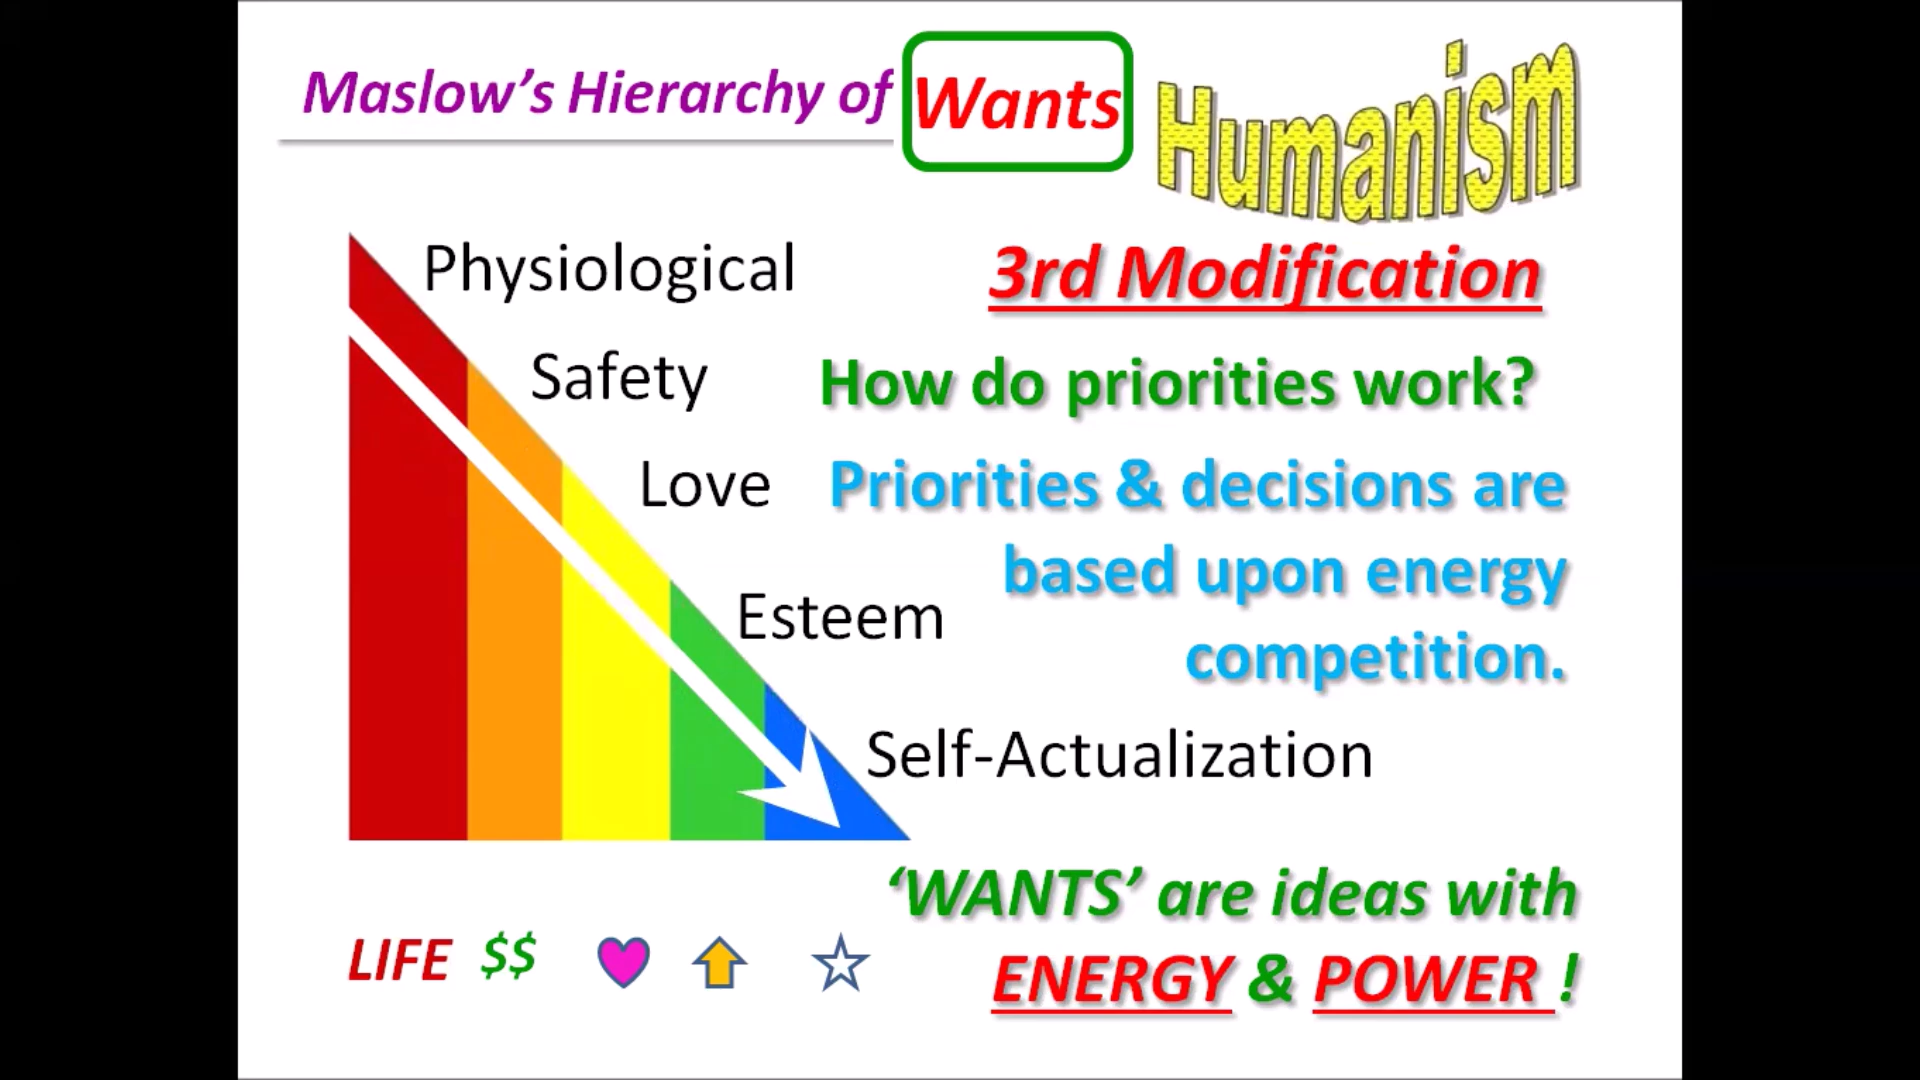 Maslow's Hierarchy of Wants
Humanism
Physiological
3rd Modification
Safety
How do priorities work?
Love
Priorities & decisions are
based upon energy
competition.
Esteem
Self-Actualization
‘WANTS’ are ideas with
ENERGY & POWER !
LIFE $$